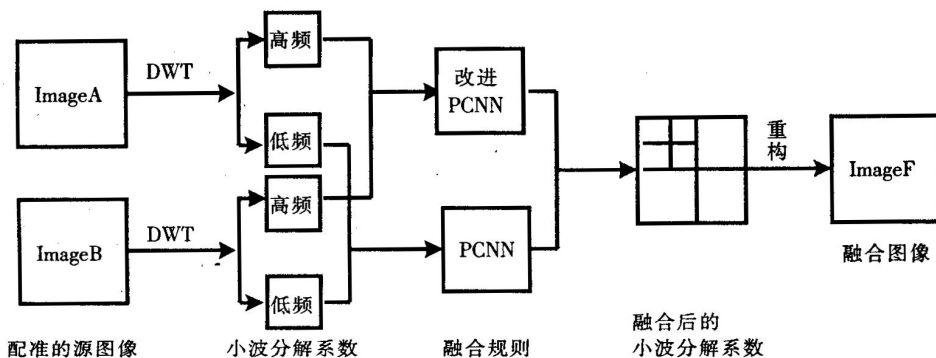 ImageA
DWT
高频
低频
改进
PCNN
重
构
ImageF
融合图像
ImageB
DWT
高频
低频
PCNN
配准的源图像
小波分解系数
融合规则
融合后的
小波分解系数